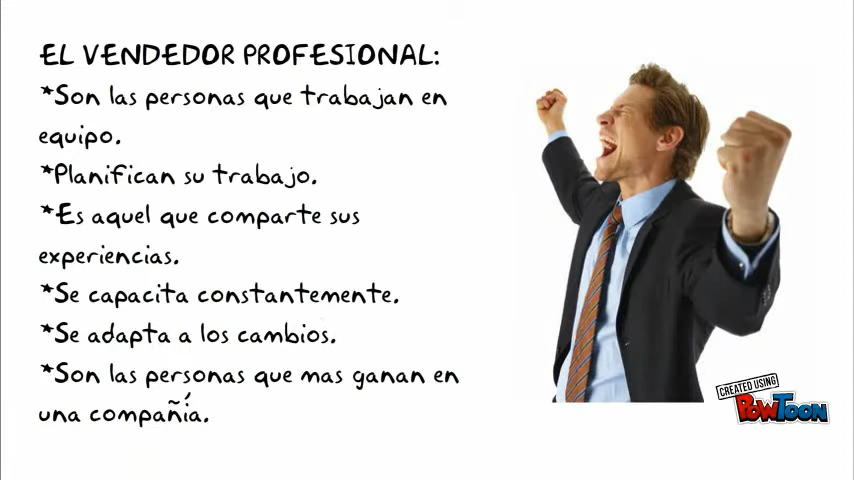 EL VENDEDOR PROFESIONAL:
*Son las personas que trabajan en
equipo.
*Planifican su trabajo.
*Es aquel que comparte sus
experiencias.
*Se capacita constantemente.
*Se adapta a los cambios.
*Son las personas que mas ganan en
una compañía.
CREATED USING
POWTOON